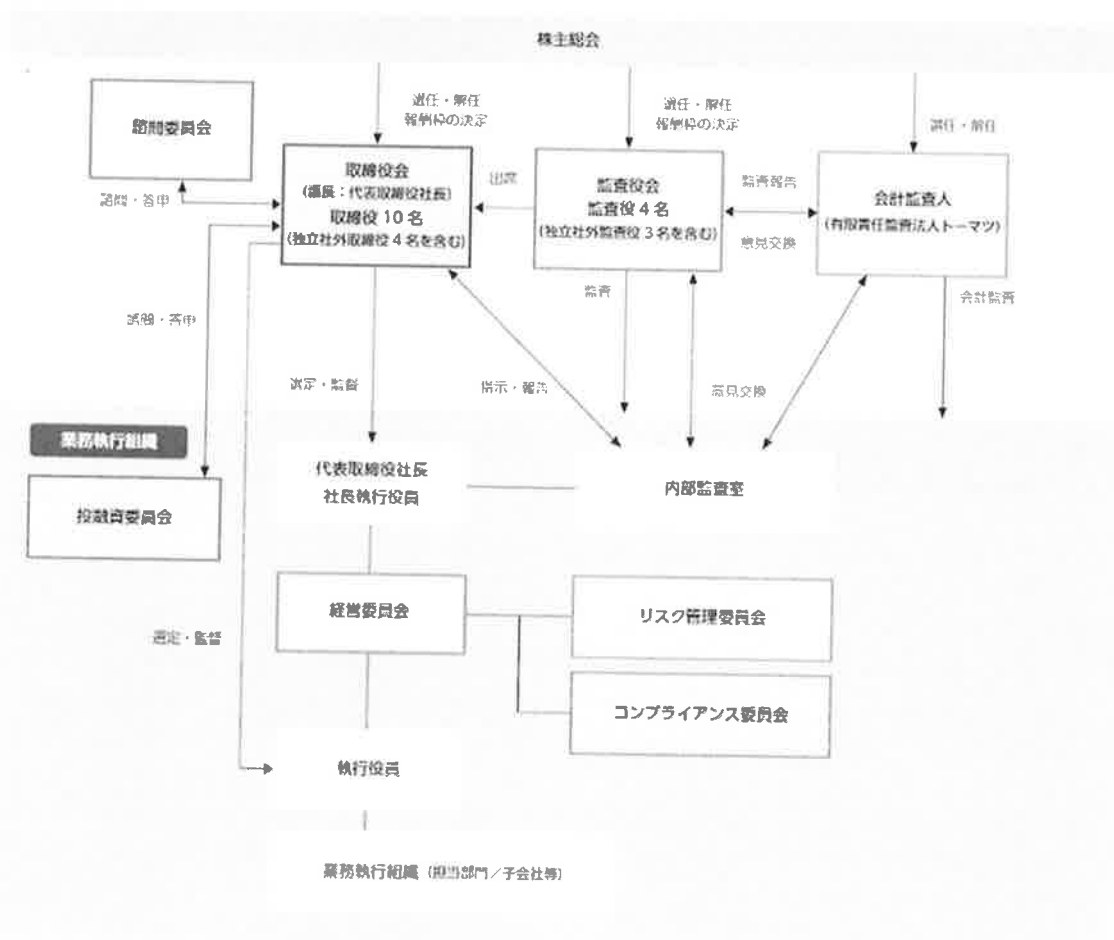 株主総会
選任・解任
報酬枠の決定
選任・解任
報酬枠の決定
選任・解任
諮問委員会
諮問・答申
取締役会
(議長:代表取締役社長)
取締役 10 名
(独立社外取締役 4 名を含む)
出席
監査役会
監査役 4 名
(独立社外監査役 3 名を含む)
監査報告
意見交換
会計監査人
(有限責任監査法人トーマツ)
諮問・答申
選定・監督
指示・報告
監査
意見交換
会計監査
業務執行組織
投融資委員会
代表取締役社長
社長執行役員
内部監査室
経営委員会
リスク管理委員会
コンプライアンス委員会
選定・監督
執行役員
業務執行組織(担当部門/子会社等)